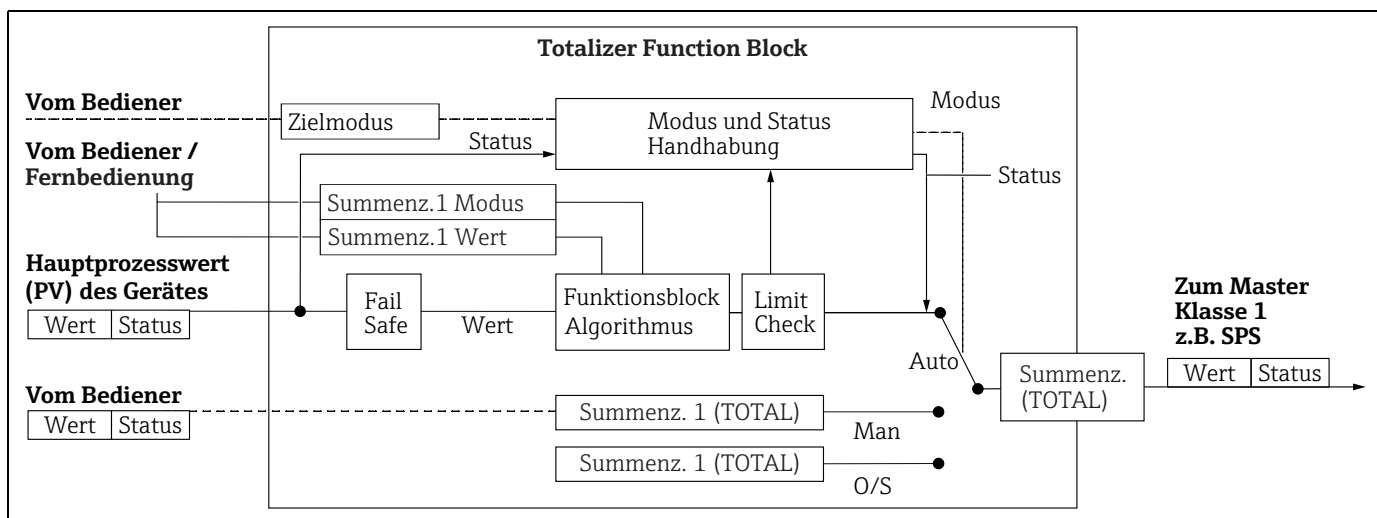 Totalizer Function Block
Vom Bediener
Zielmodus
Modus und Status
Handhabung
Modus
Status
Status
Vom Bediener /
Fernbedienung
Summenz.1 Modus
Summenz.1 Wert
Hauptprozesswert
(PV) des Gerätes
Wert Status
Fail
Safe
Wert
Funktionsblock
Algorithmus
Limit
Check
Auto
Zum Master
Klasse 1
z.B. SPS
Wert Status
Summenz.
(TOTAL)
Vom Bediener
Wert Status
Summenz. 1 (TOTAL)
Man
Summenz. 1 (TOTAL)
O/S